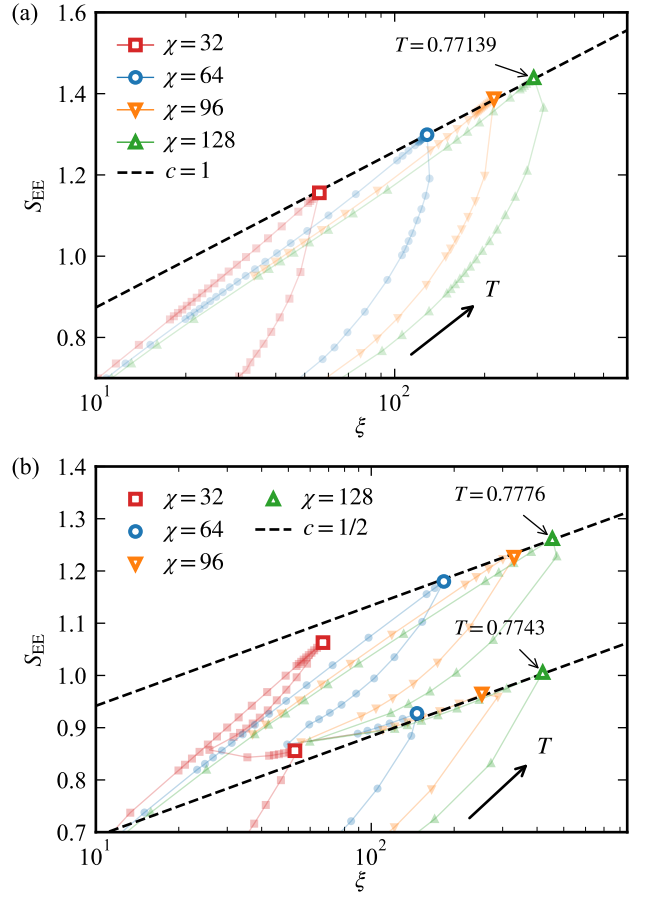 (a)
1.6
1.4
1.2
1.0
0.8
S_EE
χ = 32
χ = 64
χ = 96
χ = 128
c = 1
T = 0.77139
T
10^1
10^2
ξ
(b)
1.4
1.3
1.2
1.1
1.0
0.9
0.8
0.7
S_EE
χ = 32
χ = 64
χ = 96
χ = 128
c = 1/2
T = 0.7776
T = 0.7743
T
10^1
10^2
ξ